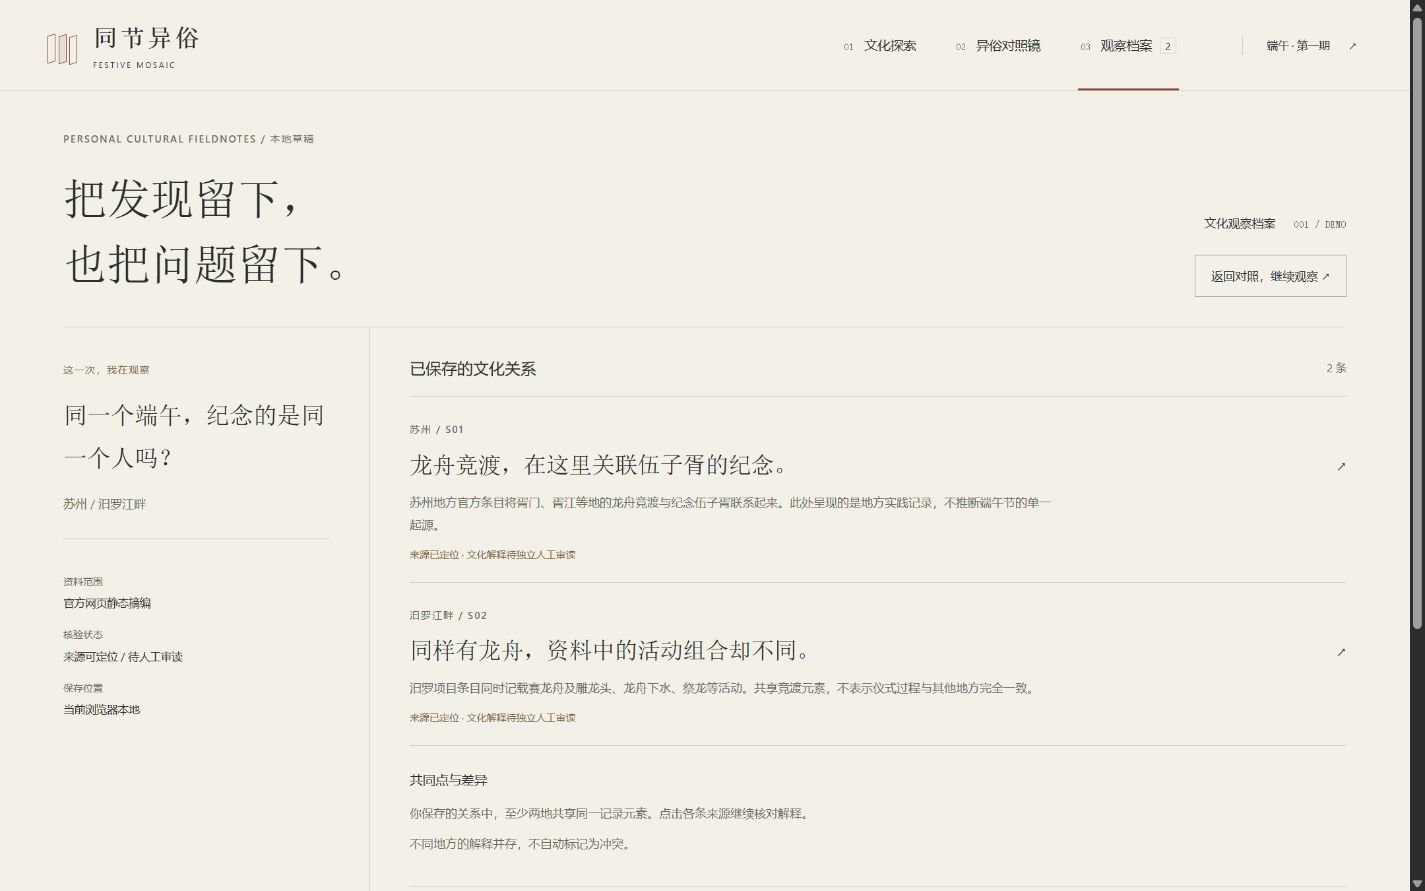 同节异俗
FESTIVE MOSAIC
01 文化探索
02 异俗对照镜
03 观察档案 2
端午 · 第一期 ↗
PERSONAL CULTURAL FIELDNOTES / 本地草稿
把发现留下，
也把问题留下。
文化观察档案 001 / DEMO
返回对照，继续观察 ↗
这一次，我在观察
同一个端午，纪念的是同
一个人吗？
苏州 / 汨罗江畔
资料范围
官方网页静态摘编
核验状态
来源可定位 / 待人工审读
保存位置
当前浏览器本地
已保存的文化关系
2 条
苏州 / S01
龙舟竞渡，在这里关联伍子胥的纪念。
↗
苏州地方官方条目将胥门、胥江等地的龙舟竞渡与纪念伍子胥联系起来。此处呈现的是地方实践记录，不推断端午节的单一
起源。
来源已定位 · 文化解释待独立人工审读
汨罗江畔 / S02
同样有龙舟，资料中的活动组合却不同。
↗
汨罗项目条目同时记载赛龙舟及雕龙头、龙舟下水、祭龙等活动。共享竞渡元素，不表示仪式过程与其他地方完全一致。
来源已定位 · 文化解释待独立人工审读
共同点与差异
你保存的关系中，至少两地共享同一记录元素。点击各条来源继续核对解释。
不同地方的解释并存，不自动标记为冲突。